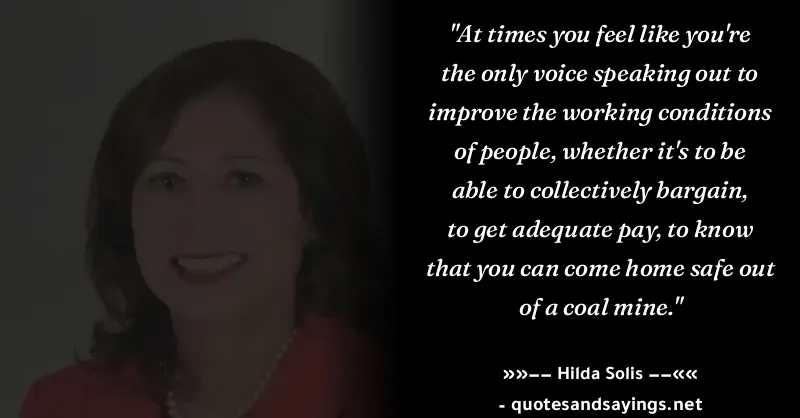 "At times you feel like you're
the only voice speaking out to
improve the working conditions
of people, whether it's to be
able to collectively bargain,
to get adequate pay, to know
that you can come home safe out
of a coal mine."
»»–– Hilda Solis ––««
- quotesandsayings.net